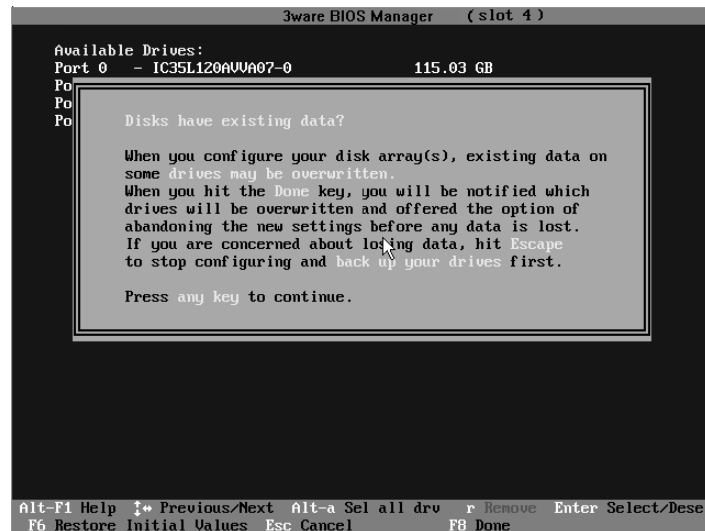 3ware BIOS Manager (slot 4)
Available Drives:
Port 0 - IC35L120AVVA07-0 115.03 GB
Po
Po
Po
Disks have existing data?
When you configure your disk array(s), existing data on
some drives may be overwritten.
When you hit the Done key, you will be notified which
drives will be overwritten and offered the option of
abandoning the new settings before any data is lost.
If you are concerned about losing data, hit Escape
to stop configuring and back up your drives first.
Press any key to continue.
Alt-F1 Help ↕↔ Previous/Next Alt-a Sel all drv r Remove Enter Select/Dese
F6 Restore Initial Values Esc Cancel F8 Done